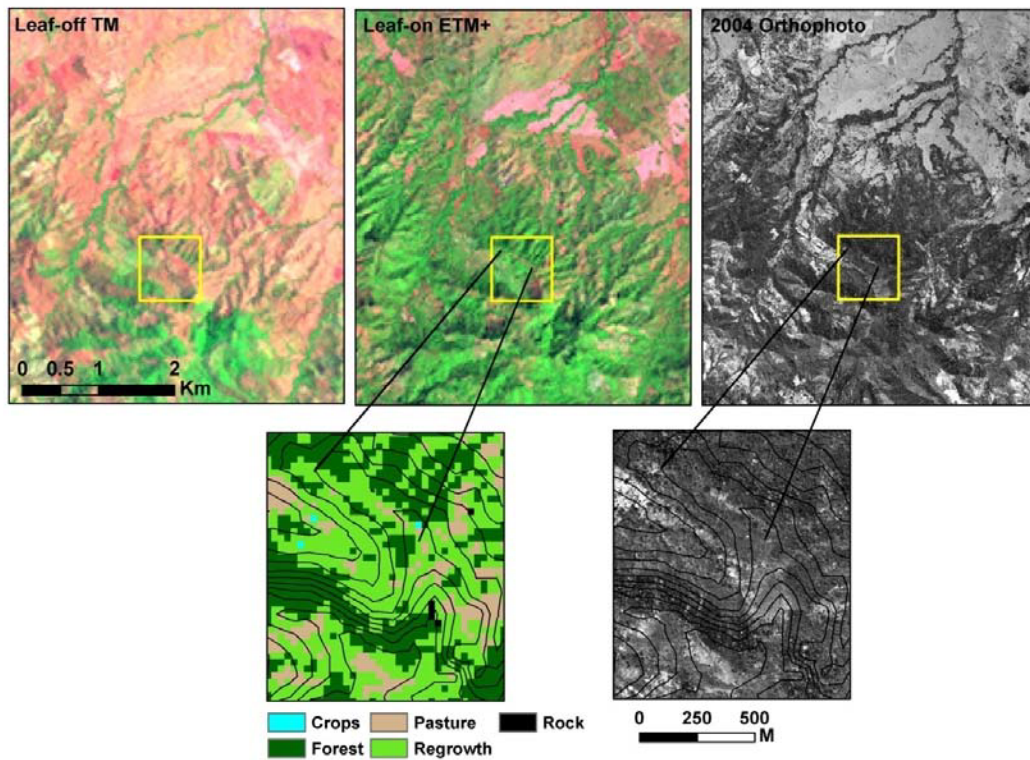 Leaf-off TM
Leaf-on ETM+
2004 Orthophoto
0 0.5 1 2
Km
Crops Pasture Rock
Forest Regrowth
0 250 500
M